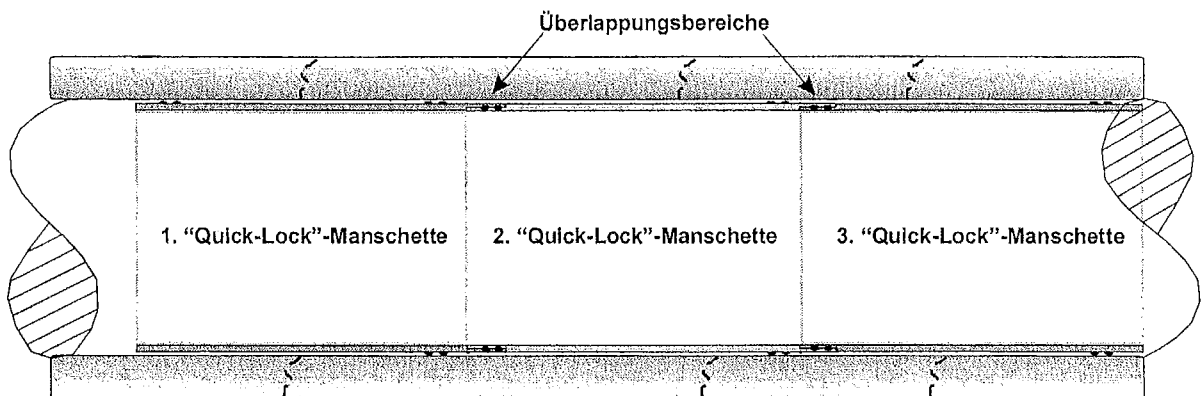 Überlappungsbereiche
1. “Quick-Lock”-Manschette
2. “Quick-Lock”-Manschette
3. “Quick-Lock”-Manschette